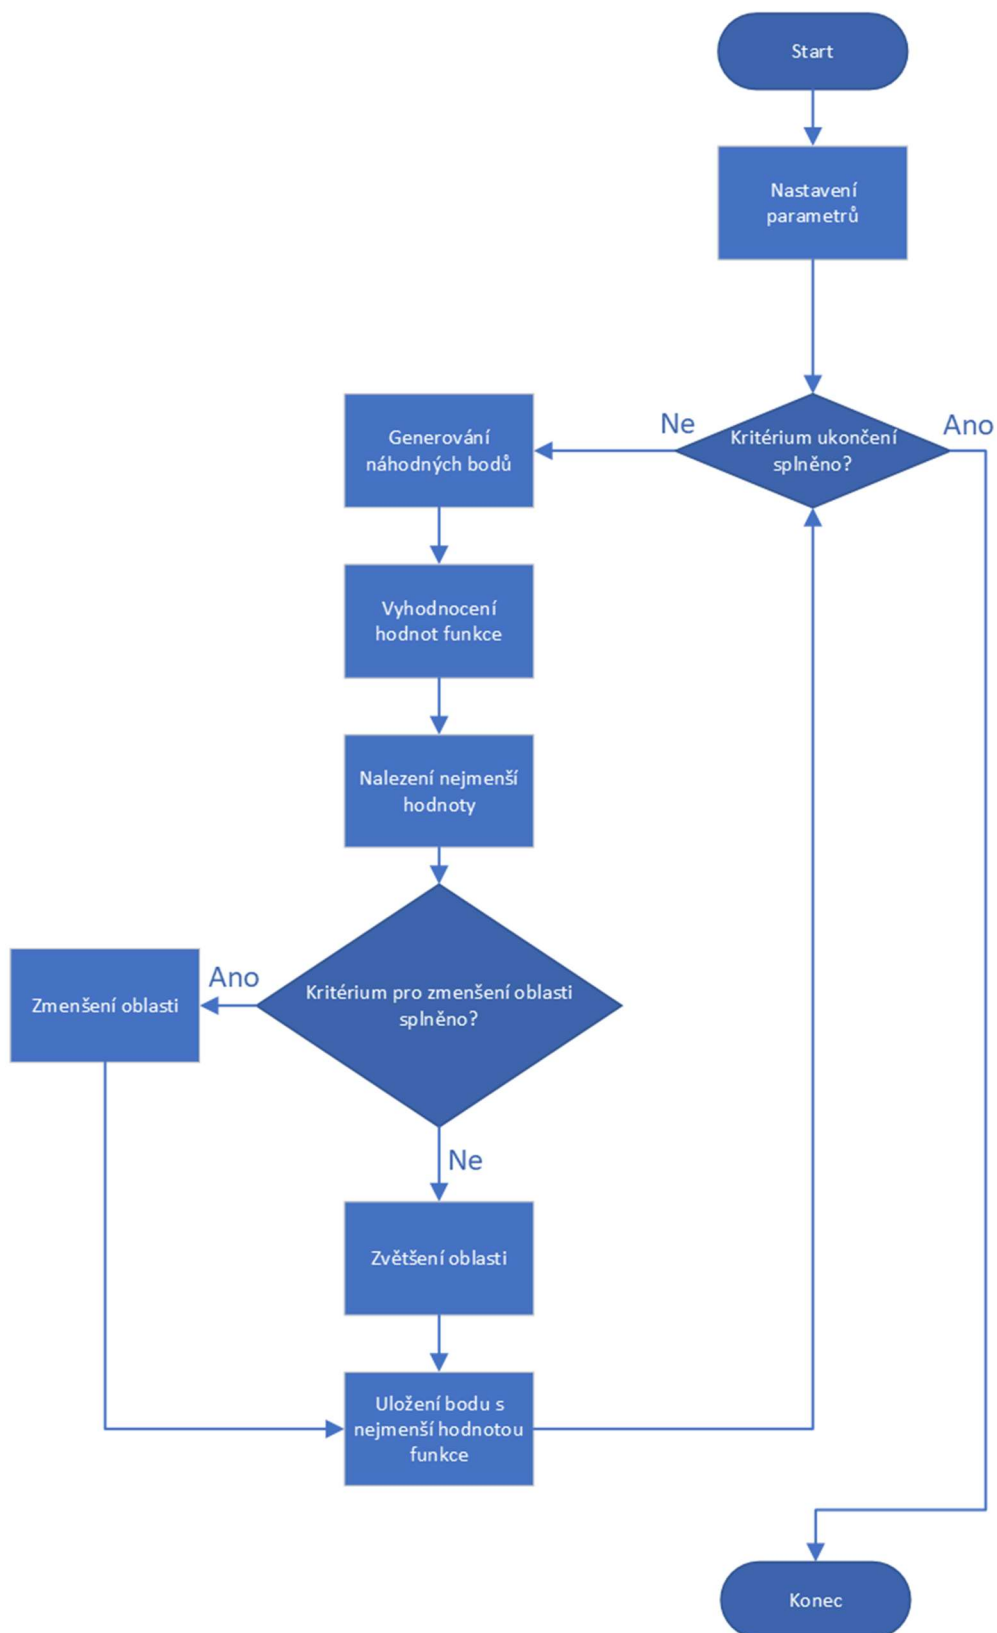 Start
Nastavení
parametrů
Kritérium ukončení
splněno?
Ne
Ano
Generování
náhodných bodů
Vyhodnocení
hodnot funkce
Nalezení nejmenší
hodnoty
Kritérium pro zmenšení oblasti
splněno?
Ano
Zmenšení oblasti
Ne
Zvětšení oblasti
Uložení bodu s
nejmenší hodnotou
funkce
Konec